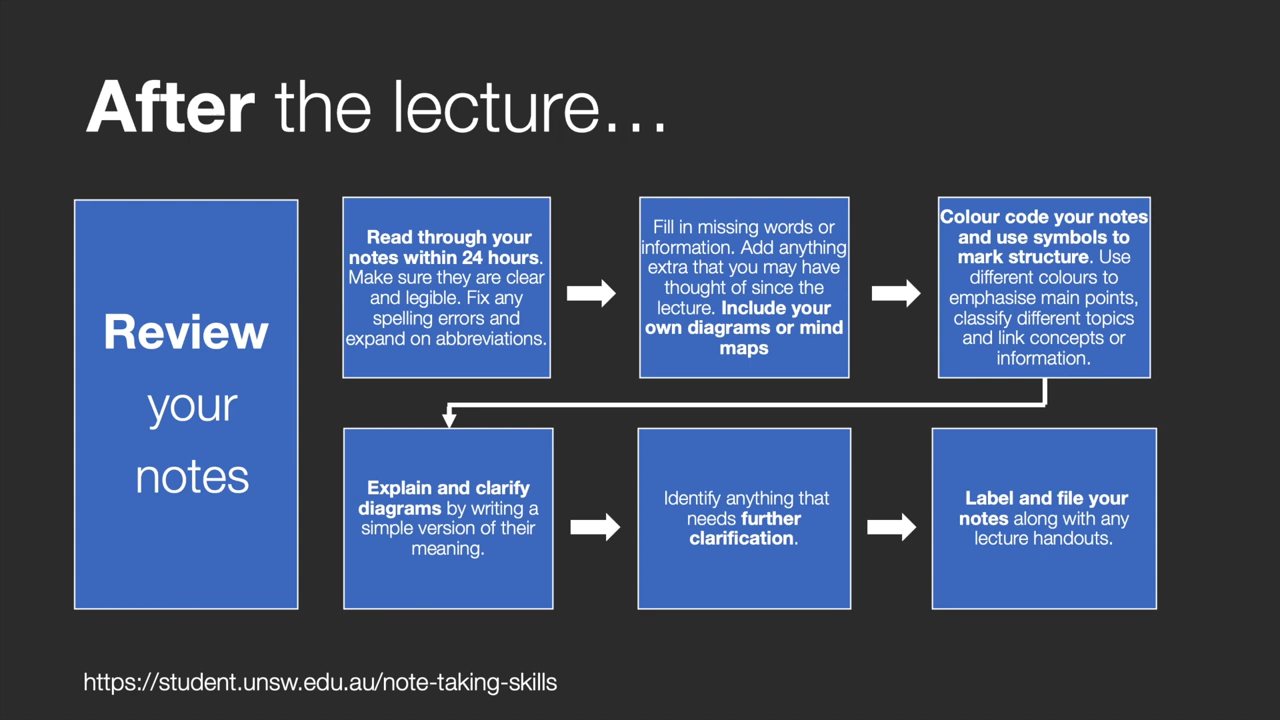 After the lecture…
Review
your
notes
Read through your
notes within 24 hours.
Make sure they are clear
and legible. Fix any
spelling errors and
expand on abbreviations.
Fill in missing words or
information. Add anything
extra that you may have
thought of since the
lecture. Include your
own diagrams or mind
maps
Colour code your notes
and use symbols to
mark structure. Use
different colours to
emphasise main points,
classify different topics
and link concepts or
information.
Explain and clarify
diagrams by writing a
simple version of their
meaning.
Identify anything that
needs further
clarification.
Label and file your
notes along with any
lecture handouts.
https://student.unsw.edu.au/note-taking-skills